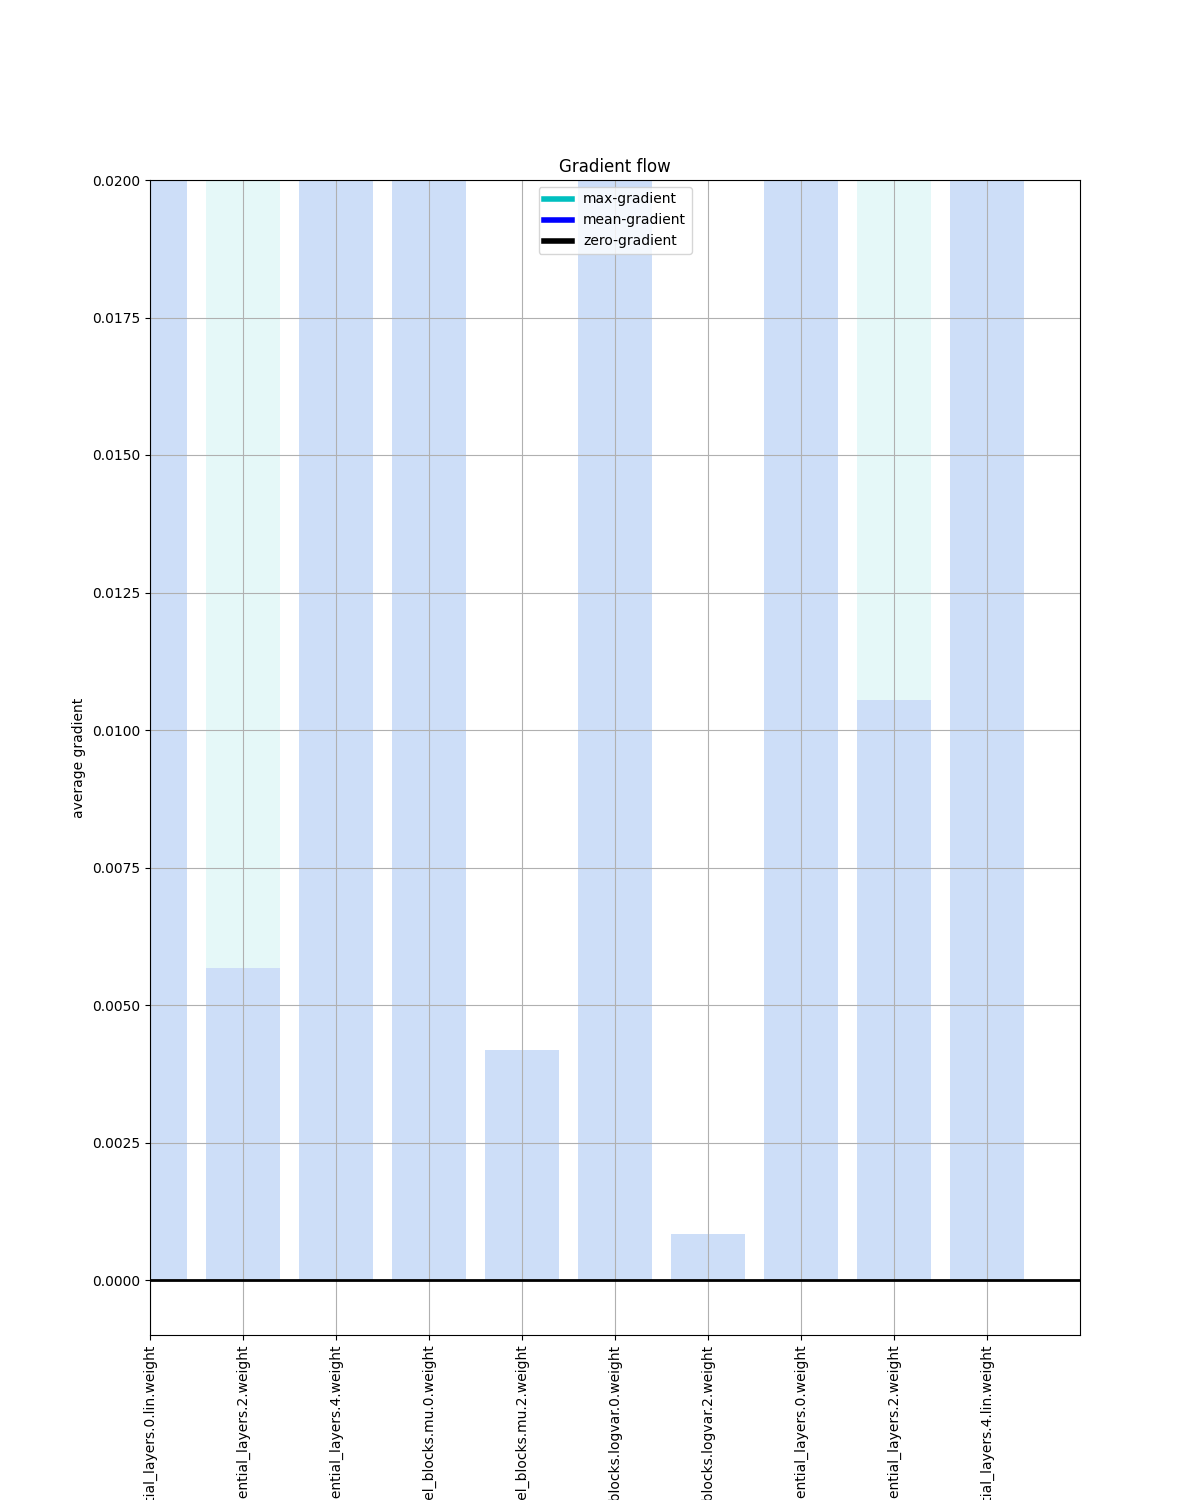 Gradient flow
max-gradient
mean-gradient
zero-gradient
0.0200
0.0175
0.0150
0.0125
0.0100
0.0075
0.0050
0.0025
0.0000
average gradient
tial_layers.0.lin.weight
ential_layers.2.weight
ential_layers.4.weight
el_blocks.mu.0.weight
el_blocks.mu.2.weight
blocks.logvar.0.weight
blocks.logvar.2.weight
ential_layers.0.weight
ential_layers.2.weight
tial_layers.4.lin.weight